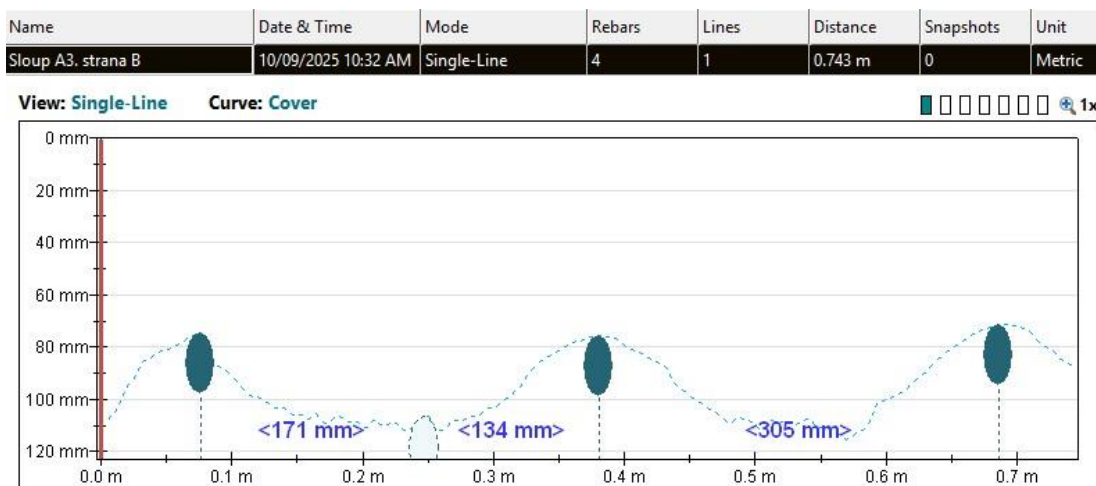 Name Date & Time Mode Rebars Lines Distance Snapshots Unit
Sloup A3. strana B 10/09/2025 10:32 AM Single-Line 4 1 0.743 m 0 Metric
View: Single-Line Curve: Cover 1x
0 mm
20 mm
40 mm
60 mm
80 mm
100 mm
<171 mm> <134 mm> <305 mm>
120 mm
0.0 m 0.1 m 0.2 m 0.3 m 0.4 m 0.5 m 0.6 m 0.7 m